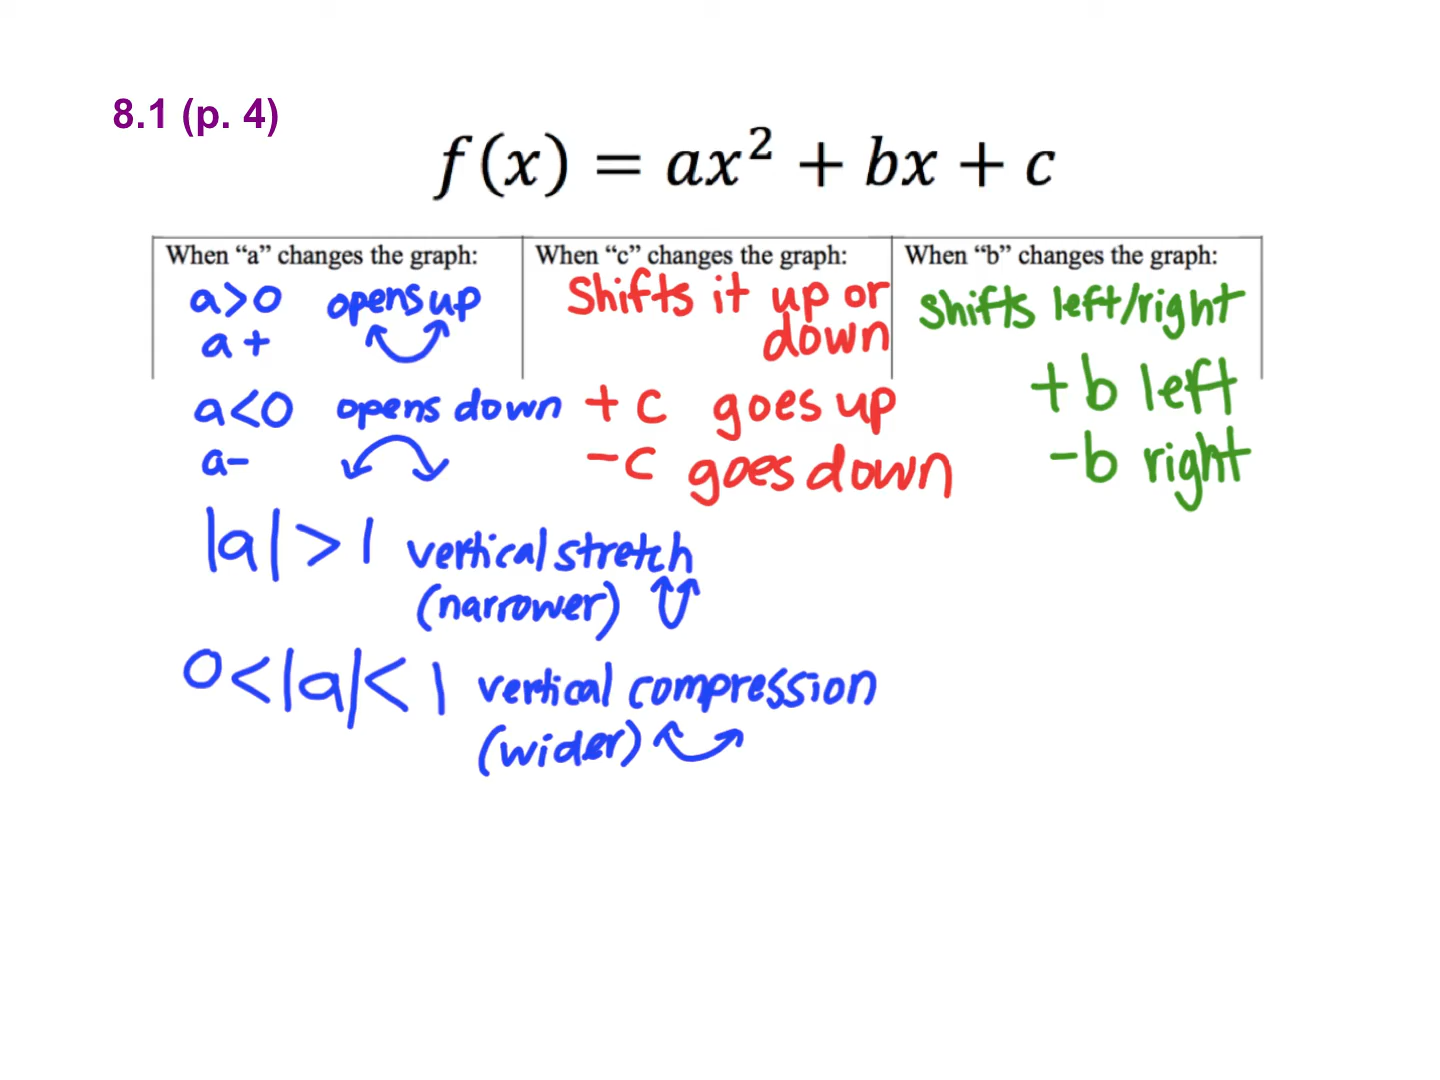 8.1 (p. 4)
f(x) = ax² + bx + c
When “a” changes the graph:
a>0 opens up
a +
a<0 opens down
a-
|a| > 1 vertical stretch
(narrower)
0<|a|< 1 vertical compression
(wider)
When “c” changes the graph:
Shifts it up or
down
+ c goes up
- c goes down
When “b” changes the graph:
shifts left/right
+ b left
- b right